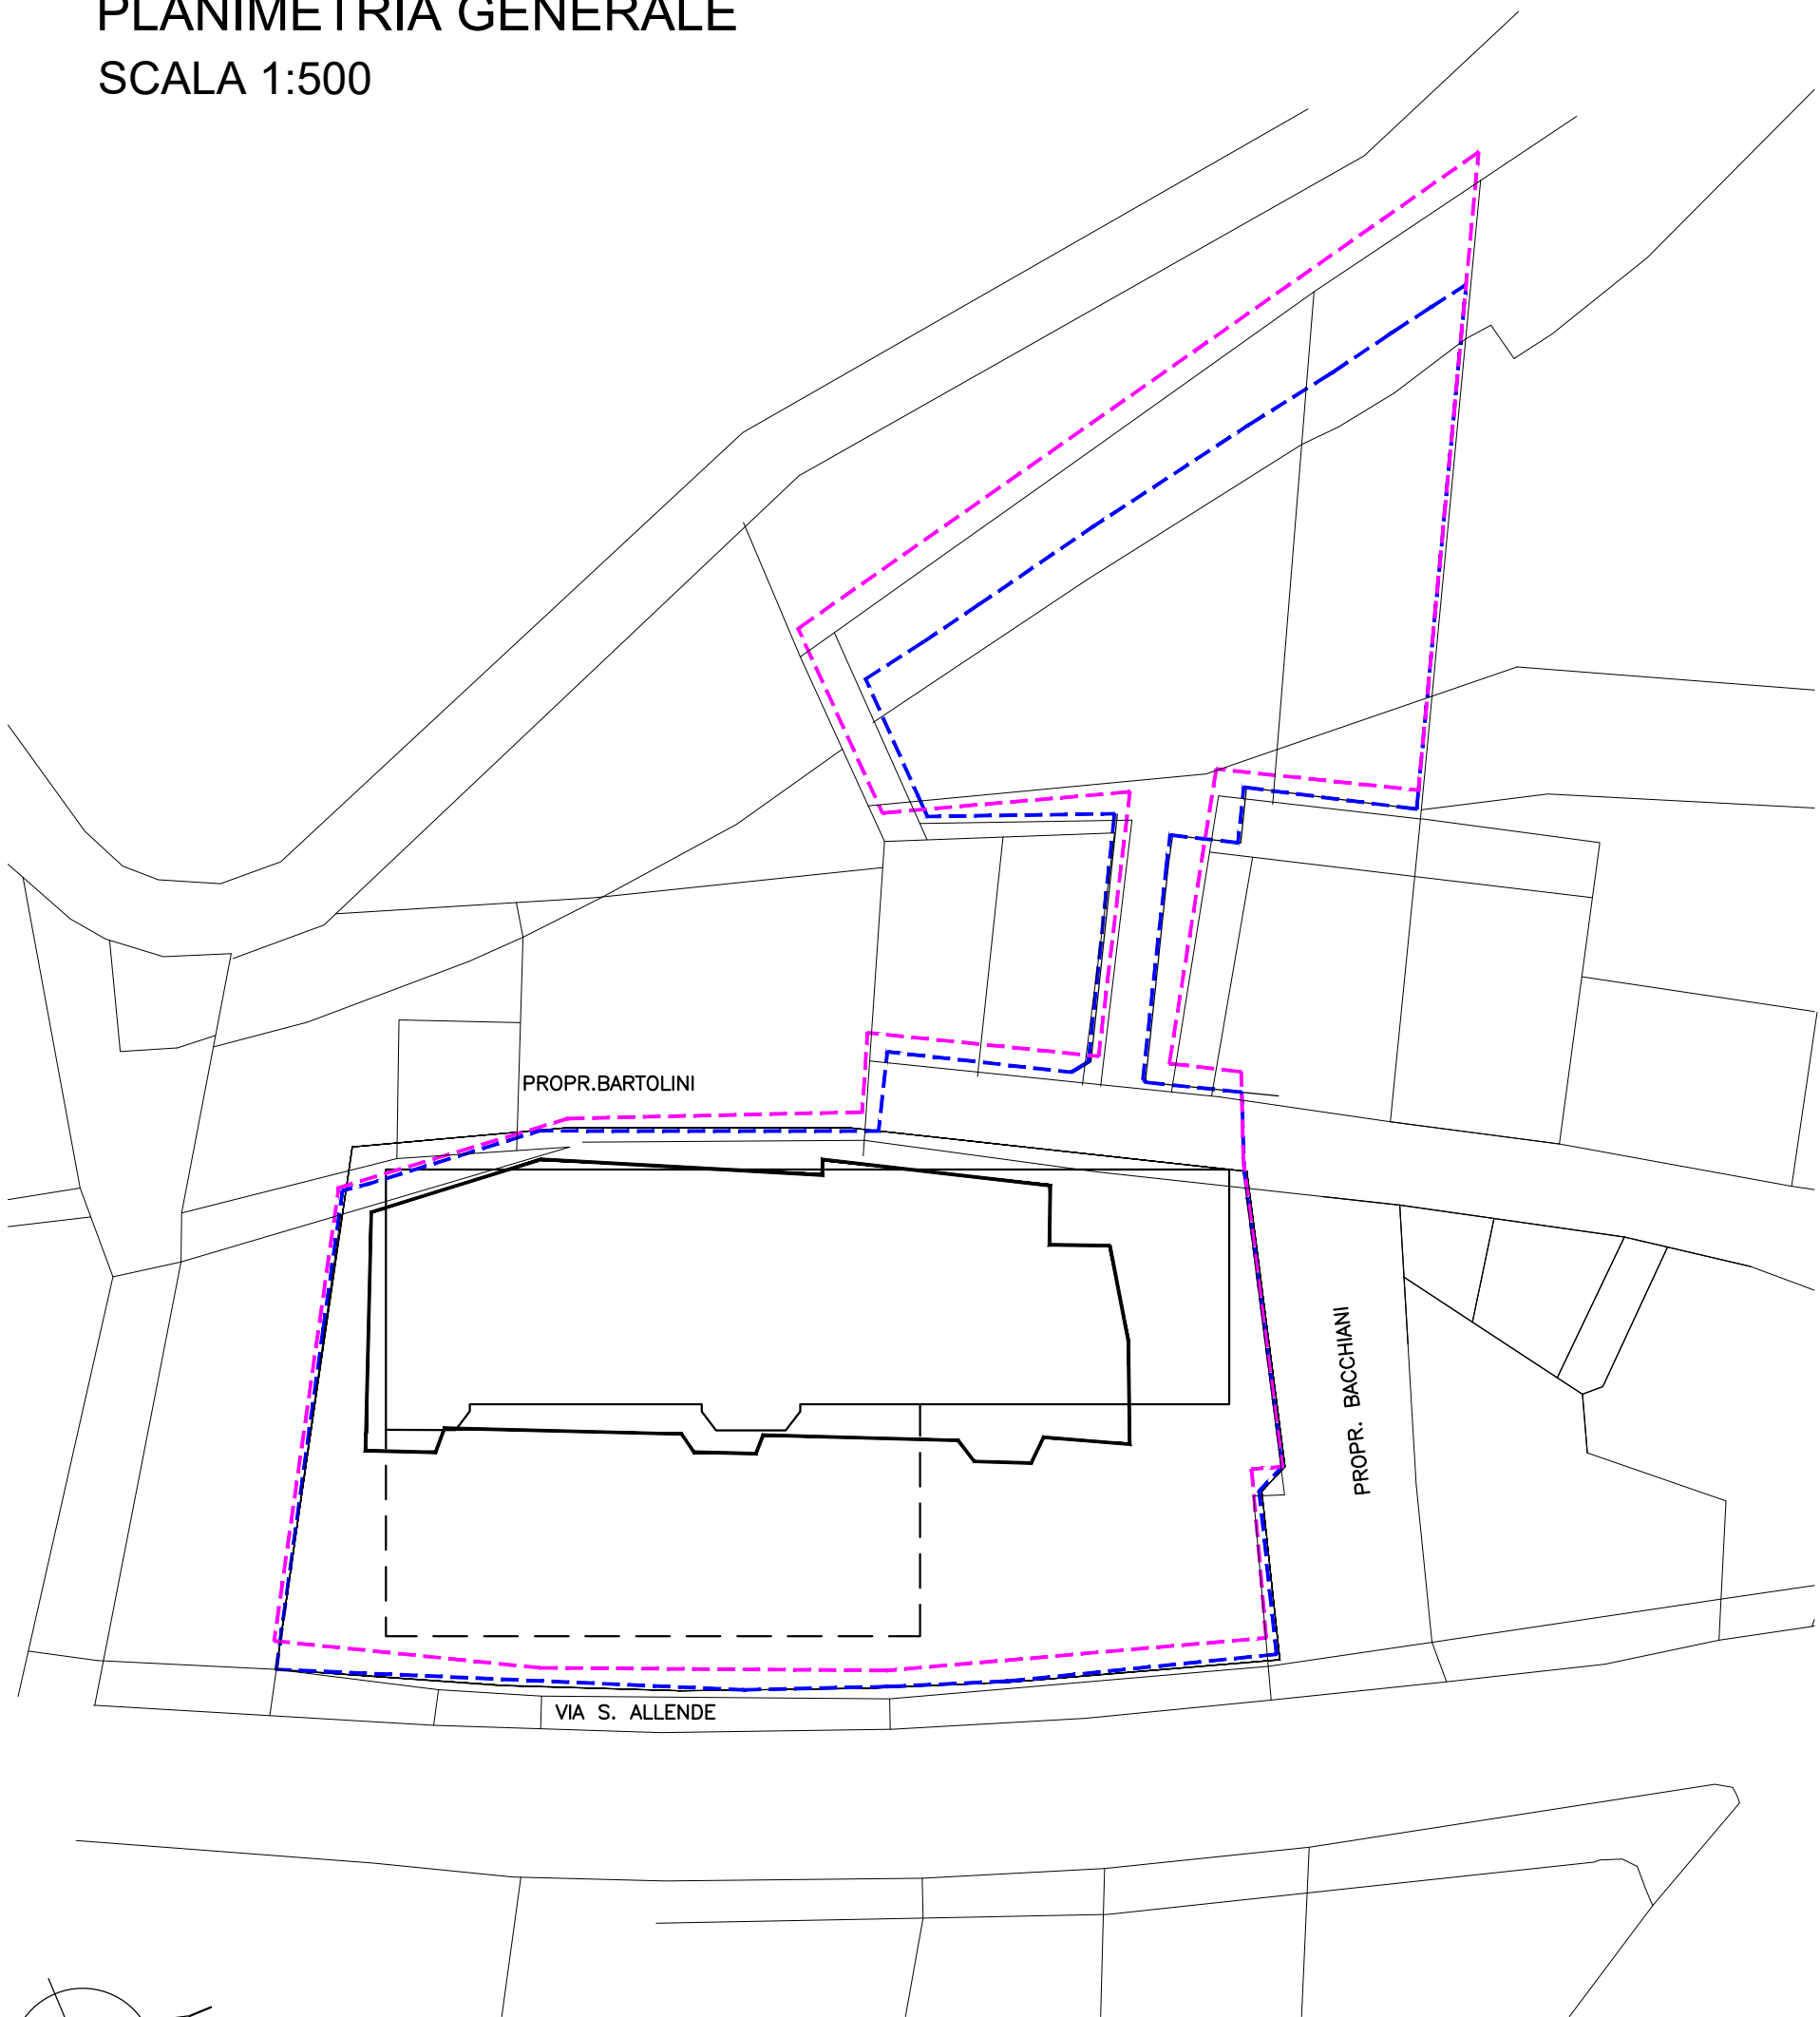 PLANIMETRIA GENERALE
SCALA 1:500
PROPR.BARTOLINI
PROPR. BACCHIANI
VIA S. ALLENDE